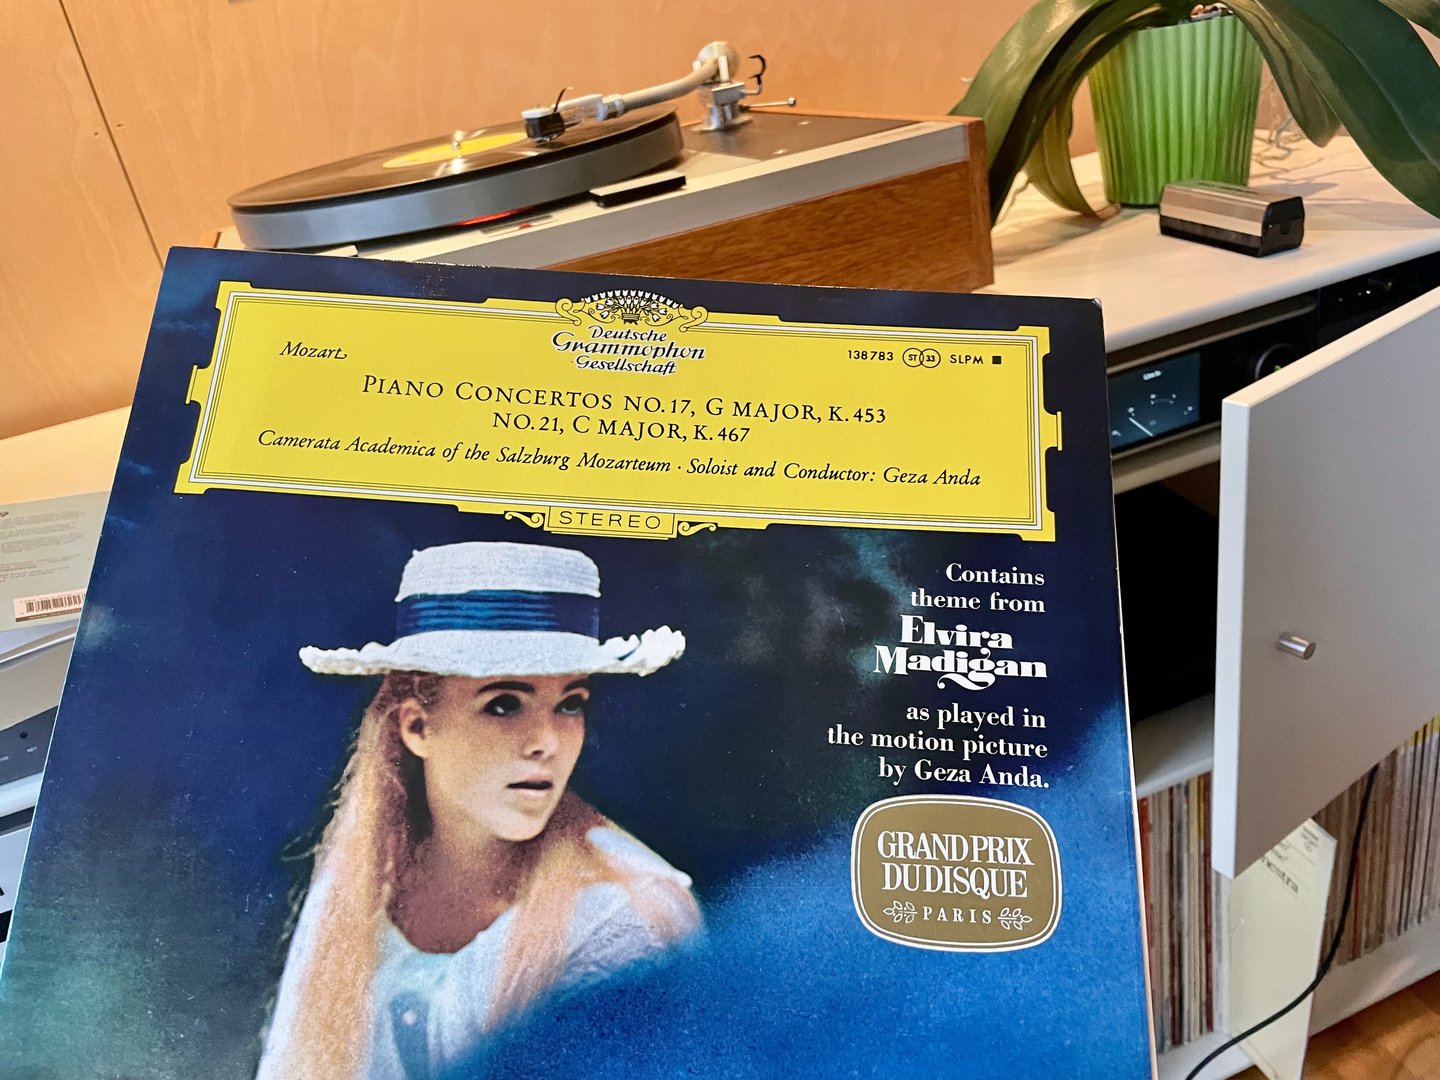 Deutsche
Grammophon
Gesellschaft
Mozart
138783 ST 33 SLPM
PIANO CONCERTOS NO. 17, G MAJOR, K. 453
NO. 21, C MAJOR, K. 467
Camerata Academica of the Salzburg Mozarteum · Soloist and Conductor: Geza Anda
STEREO
Contains
theme from
Elvira
Madigan
as played in
the motion picture
by Geza Anda.
GRAND PRIX
DU DISQUE
PARIS